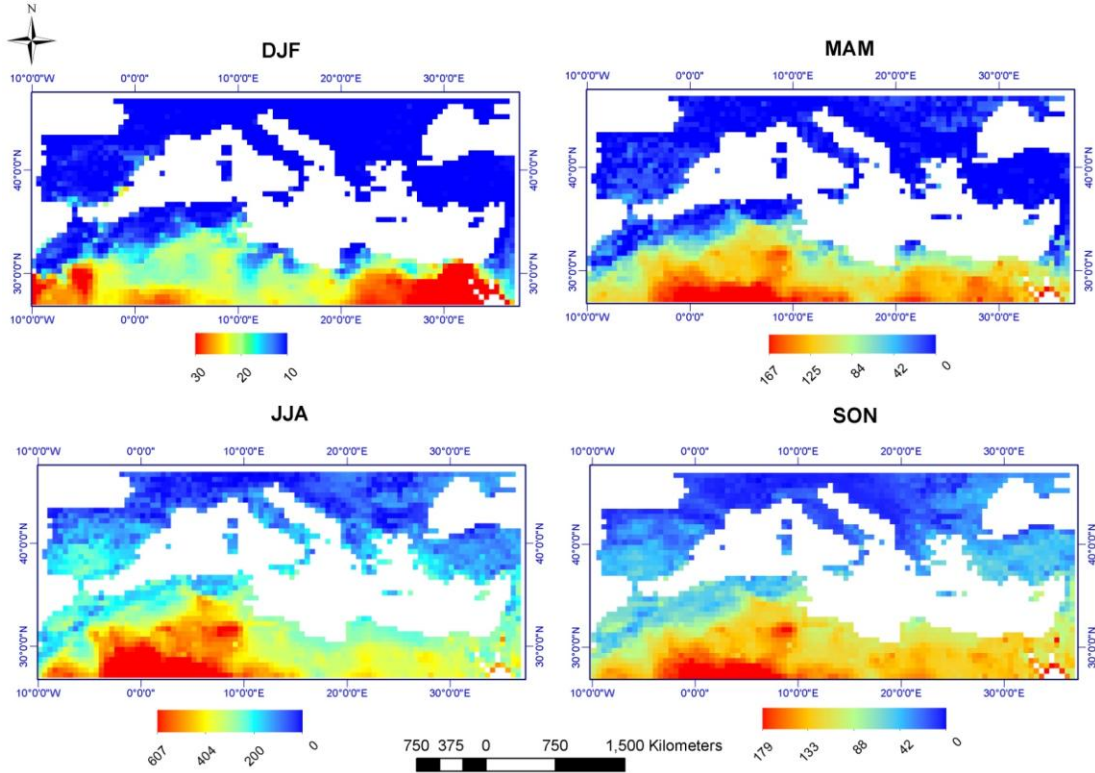 N
DJF
MAM
10°0'0"W 0°0'0" 10°0'0"E 20°0'0"E 30°0'0"E
10°0'0"W 0°0'0" 10°0'0"E 20°0'0"E 30°0'0"E
40°0'0"N 40°0'0"N 40°0'0"N 40°0'0"N
30°0'0"N 30°0'0"N 30°0'0"N 30°0'0"N
10°0'0"W 0°0'0" 10°0'0"E 20°0'0"E 30°0'0"E
10°0'0"W 0°0'0" 10°0'0"E 20°0'0"E 30°0'0"E
30 20 10
167 125 84 42 0
JJA
SON
10°0'0"W 0°0'0" 10°0'0"E 20°0'0"E 30°0'0"E
10°0'0"W 0°0'0" 10°0'0"E 20°0'0"E 30°0'0"E
40°0'0"N 40°0'0"N 40°0'0"N 40°0'0"N
30°0'0"N 30°0'0"N 30°0'0"N 30°0'0"N
10°0'0"W 0°0'0" 10°0'0"E 20°0'0"E 30°0'0"E
10°0'0"W 0°0'0" 10°0'0"E 20°0'0"E 30°0'0"E
607 404 200 0
179 133 88 42 0
750 375 0 750 1,500 Kilometers